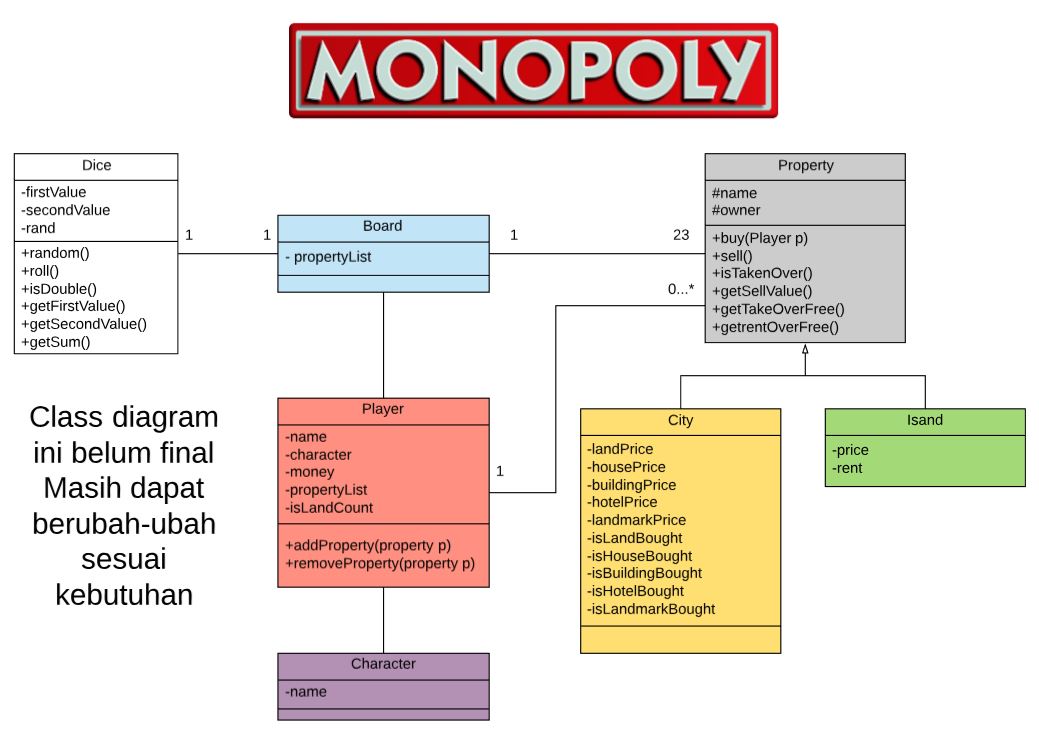 MONOPOLY
Dice
-firstValue
-secondValue
-rand
+random()
+roll()
+isDouble()
+getFirstValue()
+getSecondValue()
+getSum()
1
1
Board
- propertyList
1
23
Property
#name
#owner
+buy(Player p)
+sell()
+isTakenOver()
+getSellValue()
+getTakeOverFree()
+getrentOverFree()
0...*
Class diagram
ini belum final
Masih dapat
berubah-ubah
sesuai
kebutuhan
Player
-name
-character
-money
-propertyList
-isLandCount
+addProperty(property p)
+removeProperty(property p)
1
City
-landPrice
-housePrice
-buildingPrice
-hotelPrice
-landmarkPrice
-isLandBought
-isHouseBought
-isBuildingBought
-isHotelBought
-isLandmarkBought
Isand
-price
-rent
Character
-name